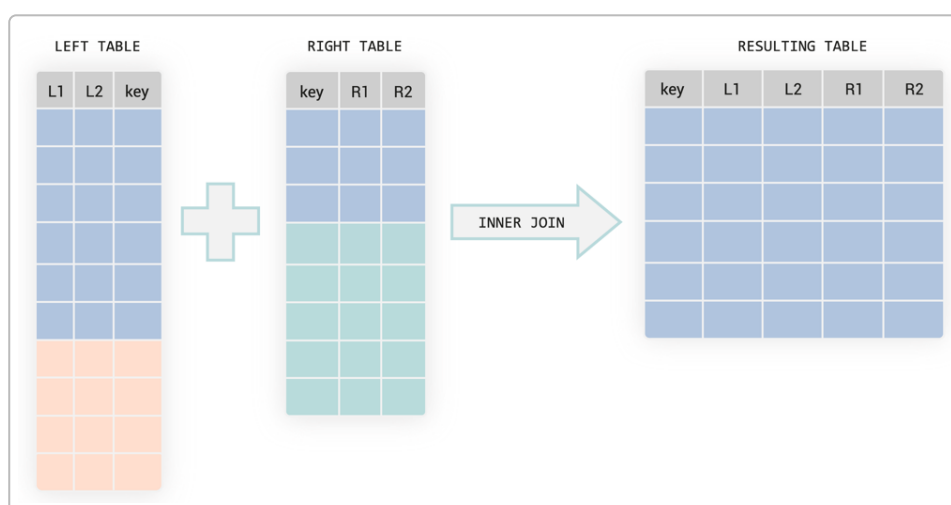 LEFT TABLE
RIGHT TABLE
RESULTING TABLE
L1 L2 key
key R1 R2
key L1 L2 R1 R2
INNER JOIN